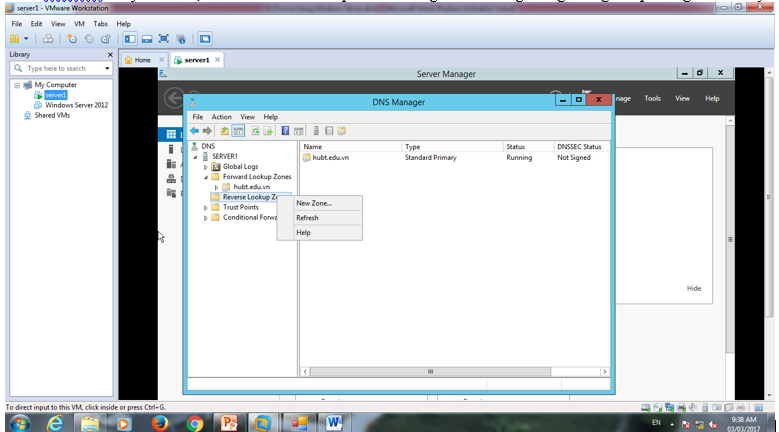 server1 - VMware Workstation
File Edit View VM Tabs Help
Library
Type here to search
My Computer
server1
Windows Server 2012
Shared VMs
Home
server1
Server Manager
nage Tools View Help
DNS Manager
File Action View Help
DNS
SERVER1
Global Logs
Forward Lookup Zones
hubt.edu.vn
Reverse Lookup Z
Trust Points
Conditional Forwa
Name Type Status DNSSEC Status
hubt.edu.vn Standard Primary Running Not Signed
New Zone...
Refresh
Help
Hide
To direct input to this VM, click inside or press Ctrl+G.
EN
9:38 AM
03/03/2017